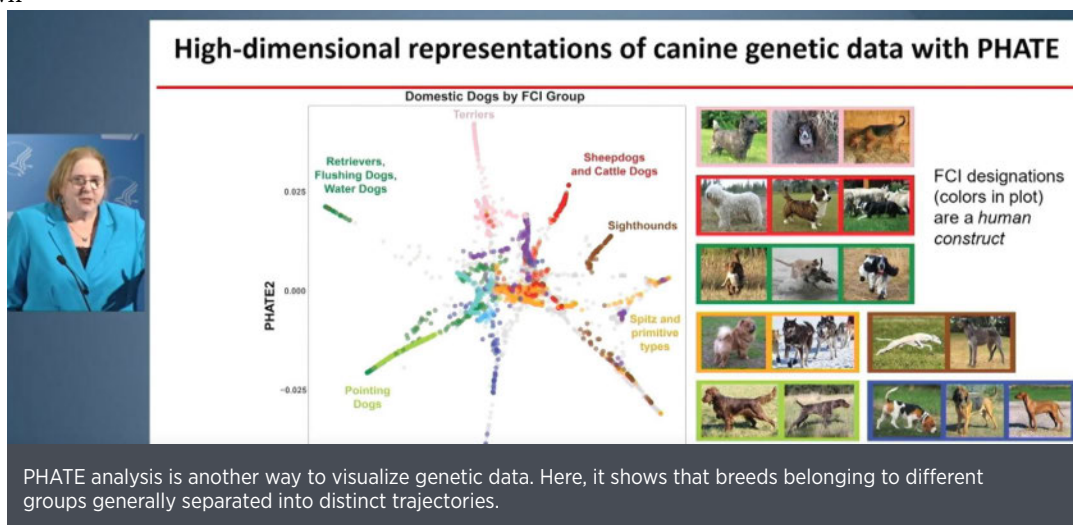 High-dimensional representations of canine genetic data with PHATE
Domestic Dogs by FCI Group
Terriers
Retrievers,
Flushing Dogs,
Water Dogs
Sheepdogs
and Cattle Dogs
Sighthounds
Spitz and
primitive
types
Pointing
Dogs
PHATE2
0.025
0.000
−0.025
FCI designations
(colors in plot)
are a human
construct
PHATE analysis is another way to visualize genetic data. Here, it shows that breeds belonging to different
groups generally separated into distinct trajectories.